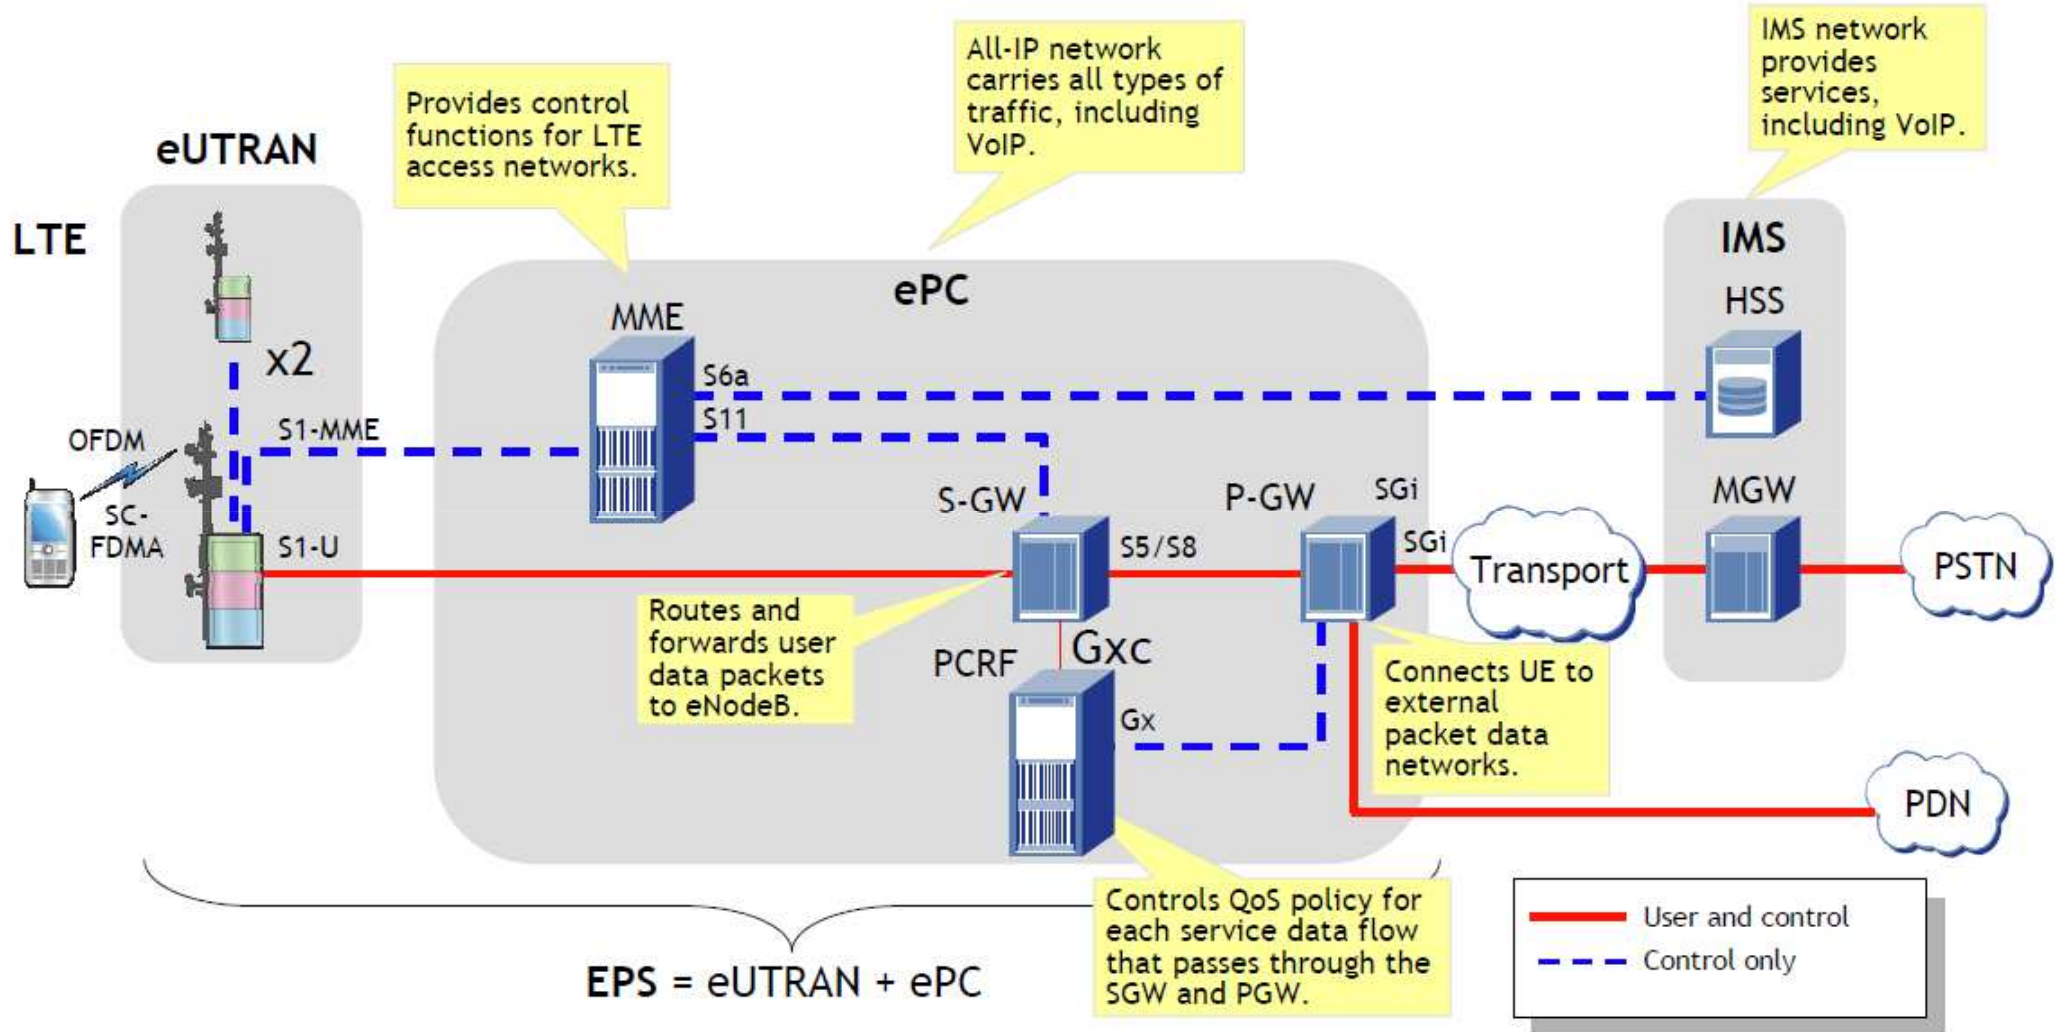 All-IP network
carries all types of
traffic, including
VoIP.
IMS network
provides
services,
including VoIP.
Provides control
functions for LTE
access networks.
eUTRAN
LTE
IMS
ePC
HSS
MME
x2
S6a
S11
OFDM
S1-MME
S-GW
P-GW
SGi
MGW
SC-
FDMA
S1-U
S5/S8
SGi
Transport
PSTN
Routes and
forwards user
data packets
to eNodeB.
PCRF
Gxc
Connects UE to
external
packet data
networks.
Gx
PDN
Controls QoS policy for
each service data flow
that passes through the
SGW and PGW.
User and control
Control only
EPS = eUTRAN + ePC